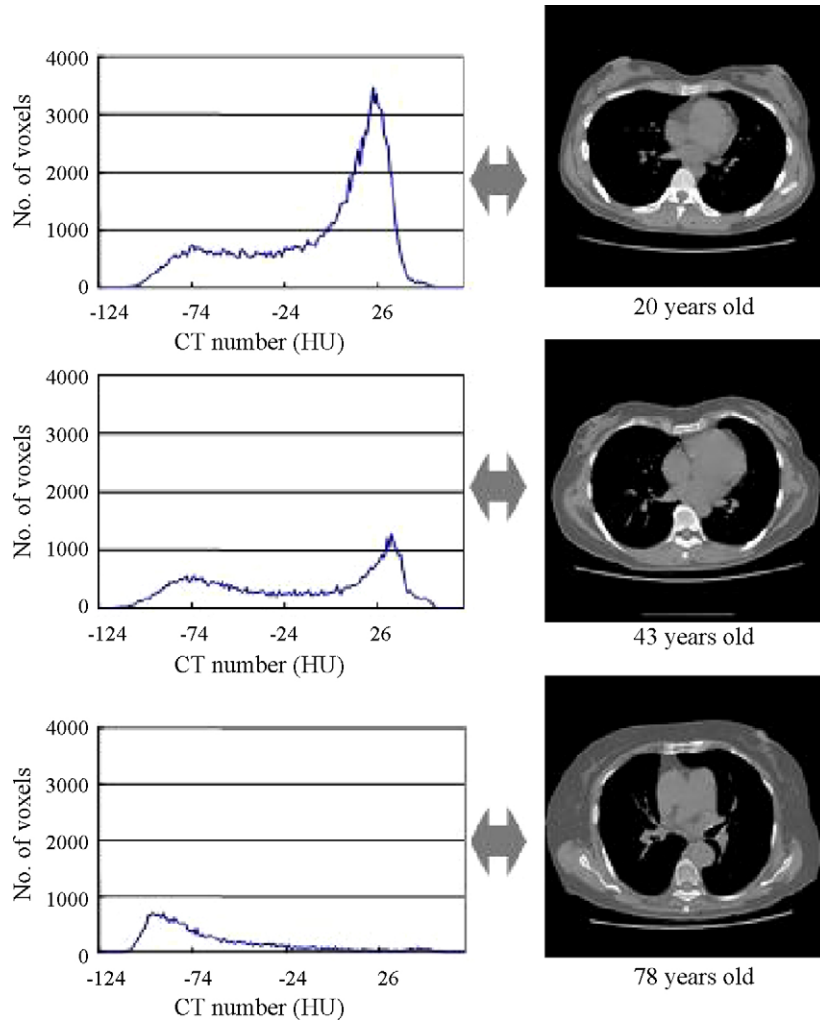 4000
3000
2000
1000
0
No. of voxels
-124 -74 -24 26
CT number (HU)
20 years old
4000
3000
2000
1000
0
No. of voxels
-124 -74 -24 26
CT number (HU)
43 years old
4000
3000
2000
1000
0
No. of voxels
-124 -74 -24 26
CT number (HU)
78 years old